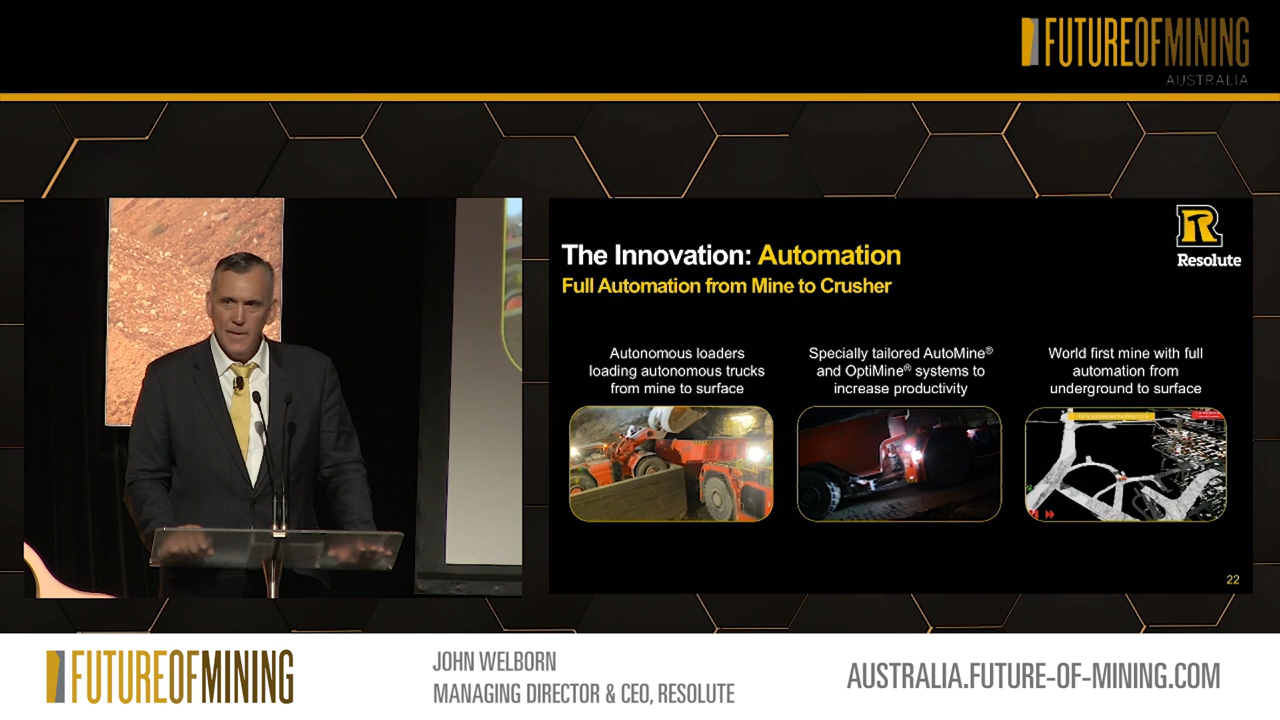 FUTUREOFMINING
AUSTRALIA
R
Resolute
The Innovation: Automation
Full Automation from Mine to Crusher
Autonomous loaders
loading autonomous trucks
from mine to surface
Specially tailored AutoMine®
and OptiMine® systems to
increase productivity
World first mine with full
automation from
underground to surface
22
FUTUREOFMINING
JOHN WELBORN
MANAGING DIRECTOR & CEO, RESOLUTE
AUSTRALIA.FUTURE-OF-MINING.COM